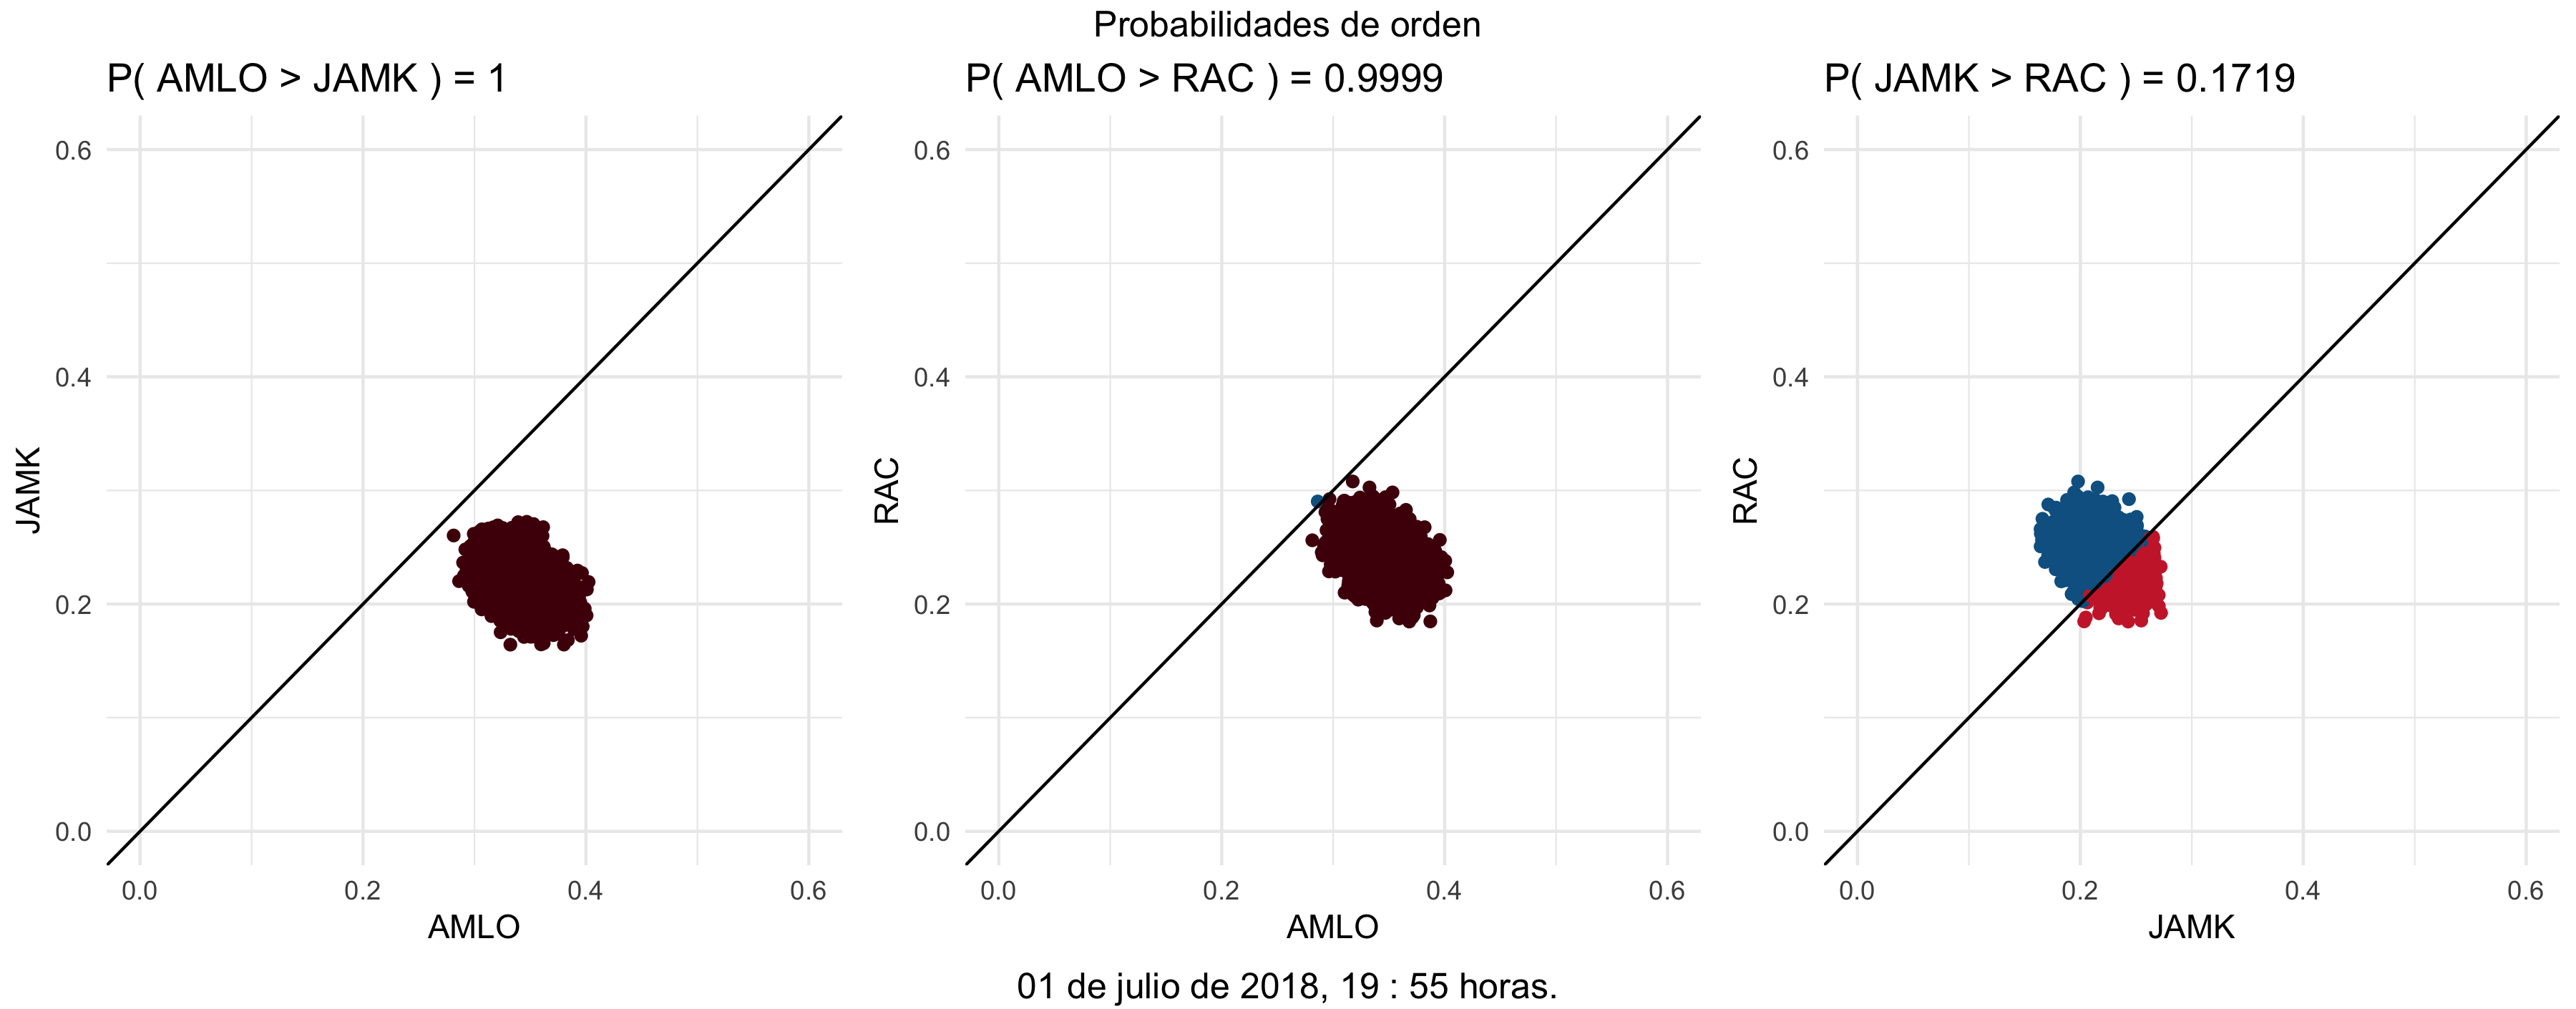 Probabilidades de orden
P( AMLO > JAMK ) = 1
0.6
0.4
0.2
0.0
JAMK
0.0 0.2 0.4 0.6
AMLO
P( AMLO > RAC ) = 0.9999
0.6
0.4
0.2
0.0
RAC
0.0 0.2 0.4 0.6
AMLO
P( JAMK > RAC ) = 0.1719
0.6
0.4
0.2
0.0
RAC
0.0 0.2 0.4 0.6
JAMK
01 de julio de 2018, 19 : 55 horas.